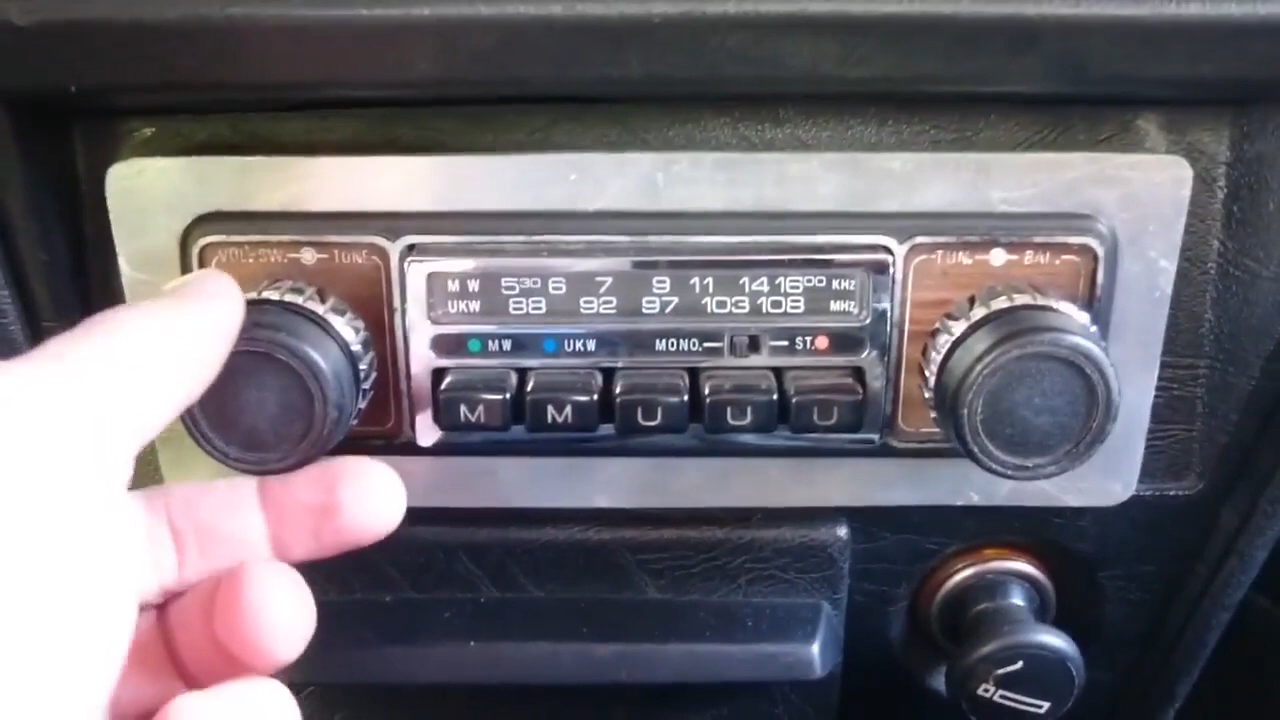 VOL-SW. TONE
TUN. BAL.
MW 5³⁰ 6 7 9 11 14 16⁰⁰ KHz
UKW 88 92 97 103 108 MHz
MW UKW MONO. ST.
M M U U U